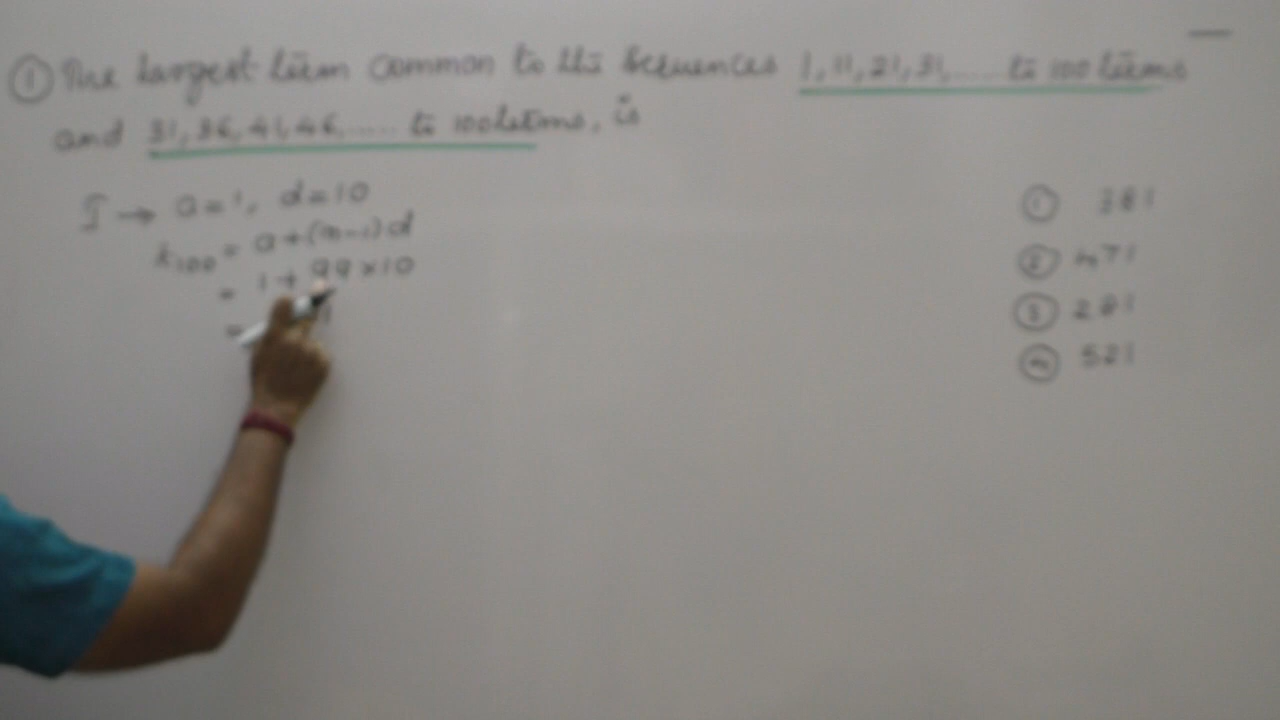 ① The largest term common to the sequences 1, 11, 21, 31, ..... to 100 terms
and 31, 36, 41, 46, ..... to 100 terms, is
I → a = 1, d = 10
t100 = a + (n-1) d
= 1 + 99 x 10
=
① 381
② 471
③ 281
④ 521